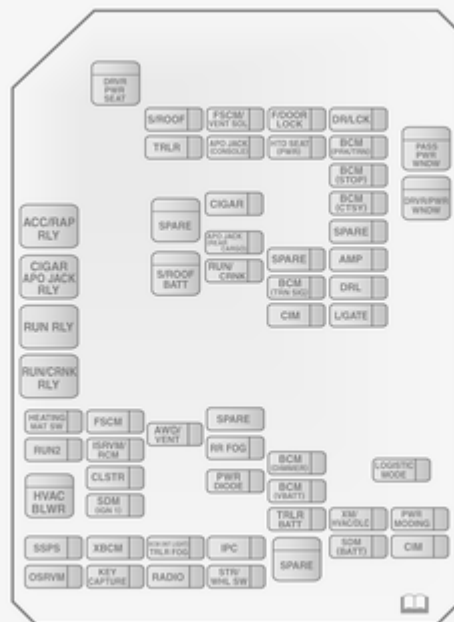 DRV/R
PWR
SEAT
S/ROOF
FSCM/
VENT SOL
F/DOOR
LOCK
DR/LCK
TRLR
APO JACK
(CONSOLE)
HTD SEAT
(PWR)
BCM
(PRK/TRN)
PASS
PWR
WNDW
BCM
(STOP)
CIGAR
BCM
(CTSY)
DRVR/PWR
WNDW
ACC/RAP
RLY
SPARE
SPARE
APO JACK
(REAR
CARGO)
CIGAR
APO JACK
RLY
S/ROOF
BATT
RUN/
CRNK
SPARE
AMP
BCM
(TRN SIG)
DRL
RUN RLY
CIM
L/GATE
RUN/CRNK
RLY
HEATING
MAT SW
FSCM
AWD/
VENT
SPARE
RUN2
ISRVM/
RCM
RR FOG
CLSTR
PWR
DIODE
BCM
(DIMMER)
LOGISTIC
MODE
HVAC
BLWR
SDM
(IGN 1)
BCM
(VBATT)
TRLR
BATT
XM/
HVAC/DLC
PWR
MODING
SSPS
XBCM
TRLR FOG
IPC
SPARE
SDM
(BATT)
CIM
OSRVM
KEY
CAPTURE
RADIO
STR/
WHL SW